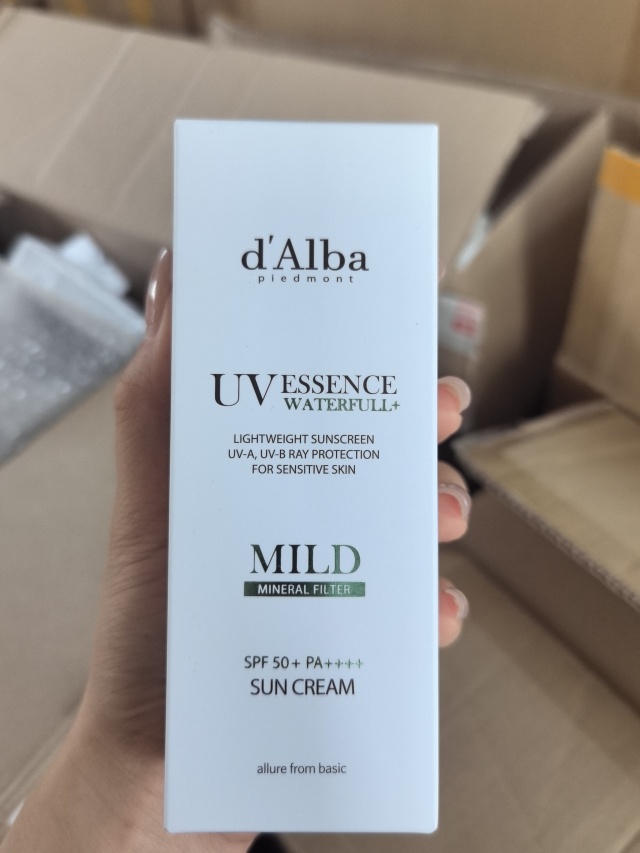 d'Alba
piedmont
UV ESSENCE
WATERFULL+
LIGHTWEIGHT SUNSCREEN
UV-A, UV-B RAY PROTECTION
FOR SENSITIVE SKIN
MILD
MINERAL FILTER
SPF 50+ PA++++
SUN CREAM
allure from basic